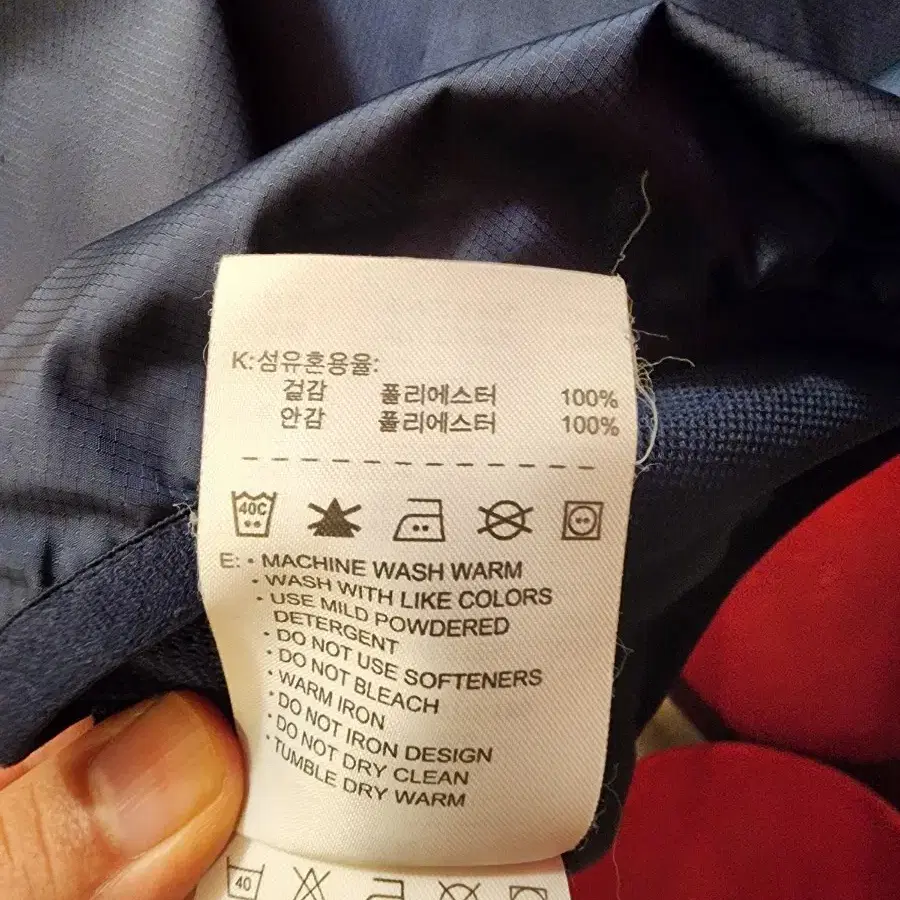 K:섬유혼용율:
겉감 폴리에스터 100%
안감 폴리에스터 100%
40C
E: • MACHINE WASH WARM
• WASH WITH LIKE COLORS
• USE MILD POWDERED
DETERGENT
• DO NOT USE SOFTENERS
• DO NOT BLEACH
• WARM IRON
• DO NOT IRON DESIGN
• DO NOT DRY CLEAN
• TUMBLE DRY WARM
40